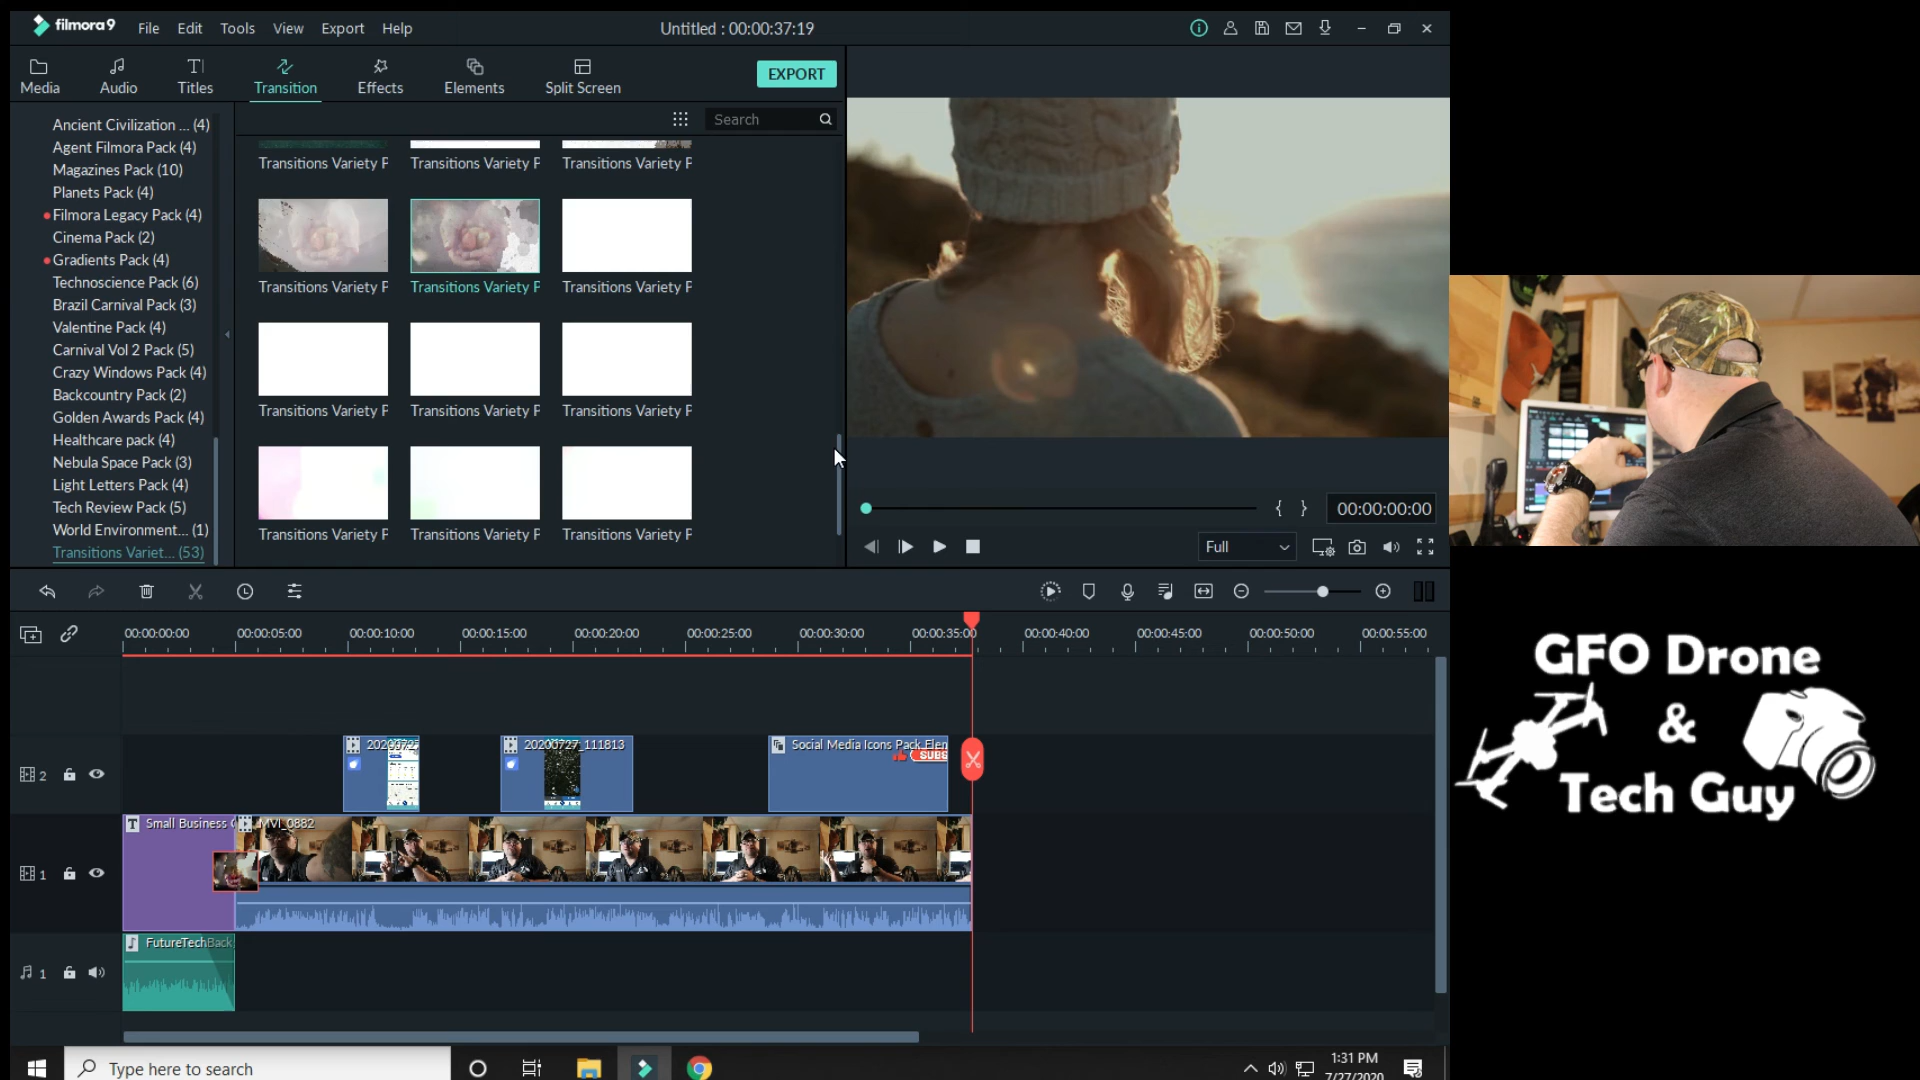 filmora9 File Edit Tools View Export Help Untitled : 00:00:37:19
Media Audio Titles Transition Effects Elements Split Screen EXPORT
Search
Ancient Civilization ... (4)
Agent Filmora Pack (4)
Magazines Pack (10)
Planets Pack (4)
Filmora Legacy Pack (4)
Cinema Pack (2)
Gradients Pack (4)
Technoscience Pack (6)
Brazil Carnival Pack (3)
Valentine Pack (4)
Carnival Vol 2 Pack (5)
Crazy Windows Pack (4)
Backcountry Pack (2)
Golden Awards Pack (4)
Healthcare pack (4)
Nebula Space Pack (3)
Light Letters Pack (4)
Tech Review Pack (5)
World Environment... (1)
Transitions Variet... (53)
Transitions Variety P Transitions Variety P Transitions Variety P
Transitions Variety P Transitions Variety P Transitions Variety P
Transitions Variety P Transitions Variety P Transitions Variety P
Transitions Variety P Transitions Variety P Transitions Variety P
{ } 00:00:00:00
Full
00:00:00:00 00:00:05:00 00:00:10:00 00:00:15:00 00:00:20:00 00:00:25:00 00:00:30:00 00:00:35:00 00:00:40:00 00:00:45:00 00:00:50:00 00:00:55:00
20200727_111813 Social Media Icons Pack Elen
SUBS
2
T Small Business MVI_0882
1
FutureTechBack
1
Type here to search
1:31 PM
7/27/2020
GFO Drone
&
Tech Guy